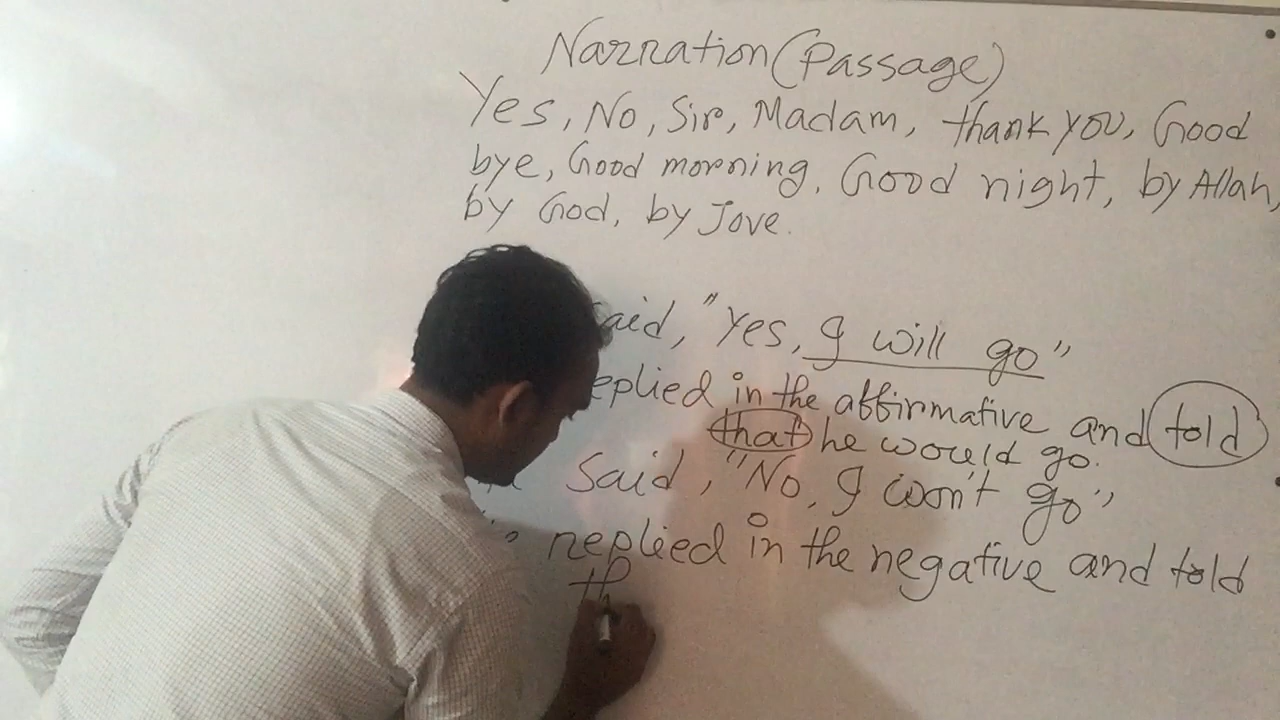 Narration (Passage)
Yes, No, Sir, Madam, thank you, Good
bye, Good morning, Good night, by Allah,
by God, by Jove.
said, "Yes, I will go"
replied in the affirmative and told
that he would go.
said, "No, I won't go"
replied in the negative and told
th